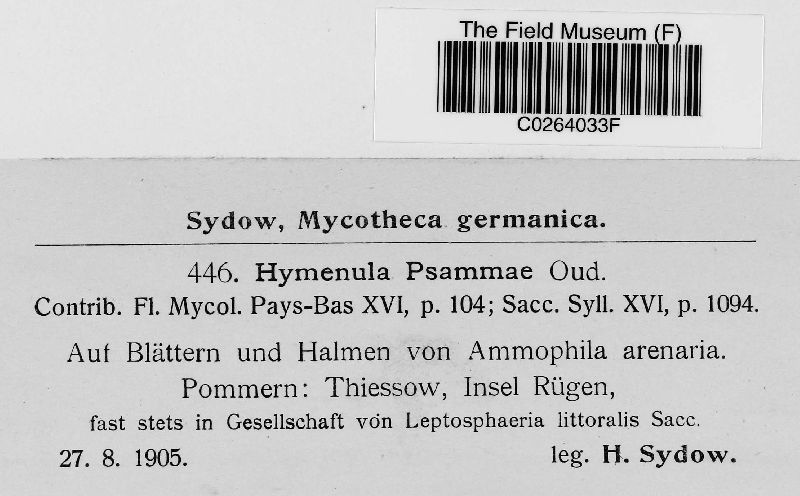 The Field Museum (F)
C0264033F
Sydow, Mycotheca germanica.
446. Hymenula Psammae Oud.
Contrib. Fl. Mycol. Pays-Bas XVI, p. 104; Sacc. Syll. XVI, p. 1094.
Auf Blättern und Halmen von Ammophila arenaria.
Pommern: Thiessow, Insel Rügen,
fast stets in Gesellschaft von Leptosphaeria littoralis Sacc.
27. 8. 1905. leg. H. Sydow.